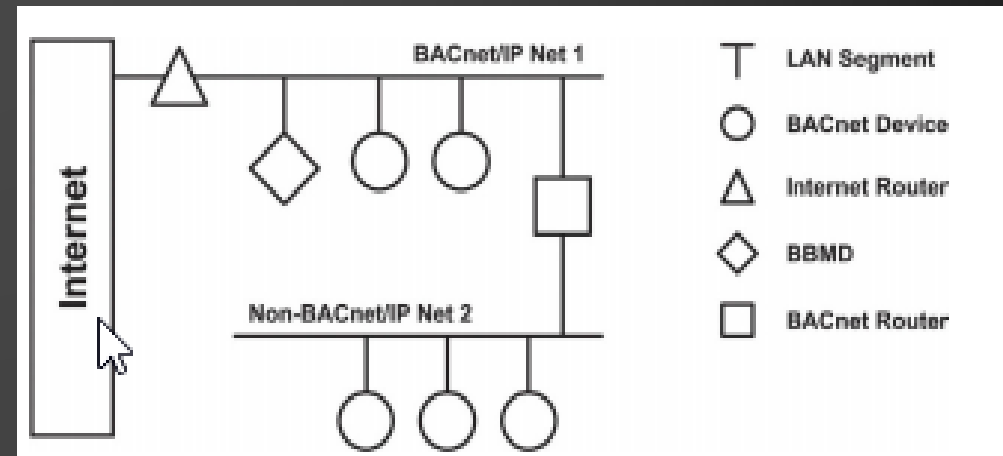 Internet
BACnet/IP Net 1
Non-BACnet/IP Net 2
LAN Segment
BACnet Device
Internet Router
BBMD
BACnet Router